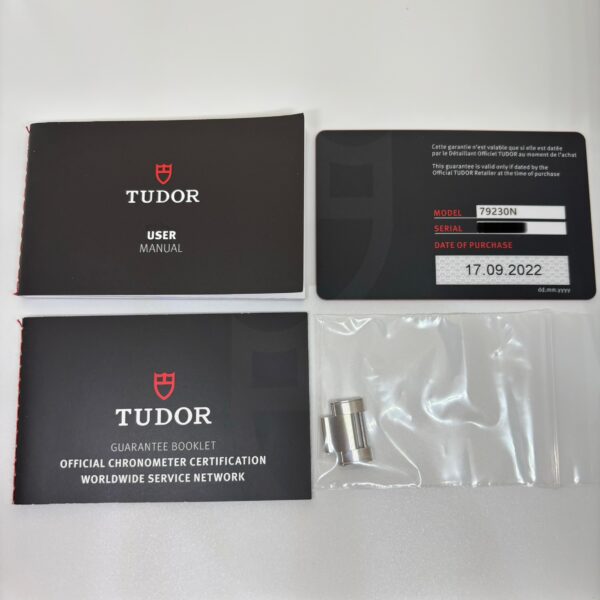 TUDOR
USER
MANUAL
Cette garantie n'est valable que si elle est datée
par le Détaillant Officiel TUDOR au moment de l'achat
This guarantee is valid only if dated by the
Official TUDOR Retailer at the time of purchase
MODEL 79230N
SERIAL
DATE OF PURCHASE
17.09.2022
dd.mm.yyyy
TUDOR
GUARANTEE BOOKLET
OFFICIAL CHRONOMETER CERTIFICATION
WORLDWIDE SERVICE NETWORK